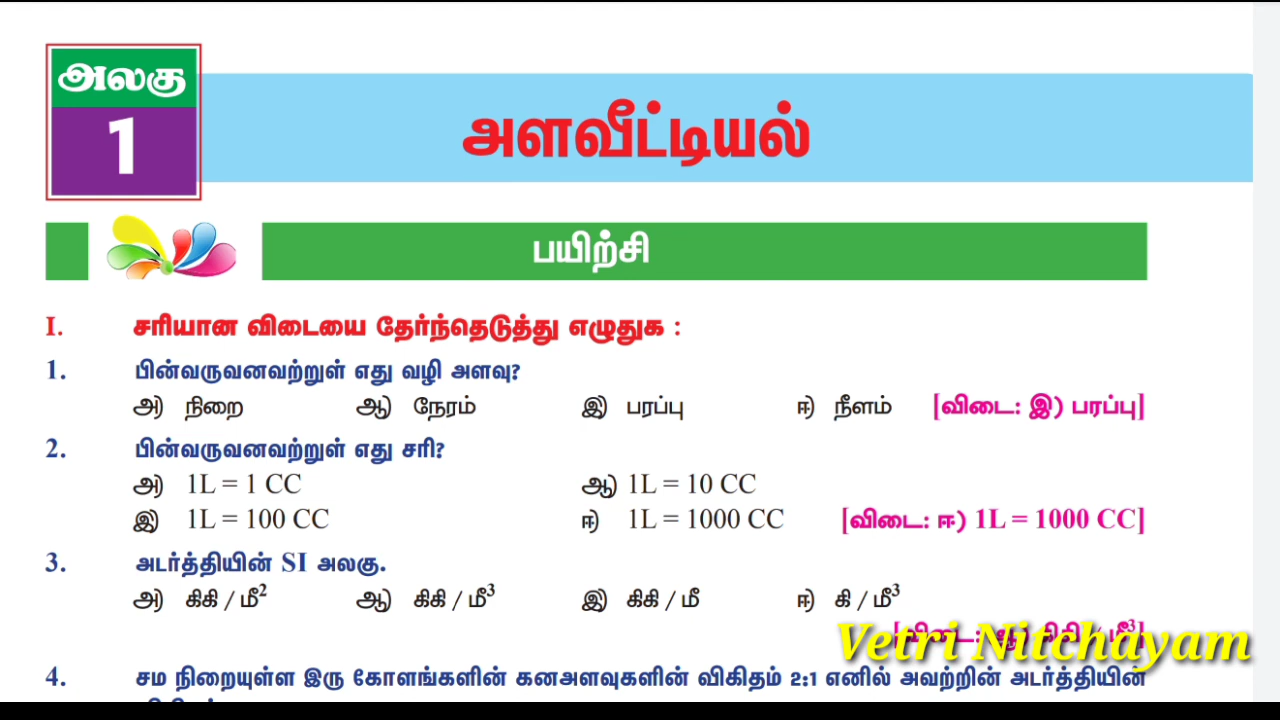 அலகு
1
அளவீட்டியல்
பயிற்சி
I. சரியான விடையை தேர்ந்தெடுத்து எழுதுக :
1. பின்வருவனவற்றுள் எது வழி அளவு?
அ) நிறை ஆ) நேரம் இ) பரப்பு ஈ) நீளம் [விடை: இ) பரப்பு]
2. பின்வருவனவற்றுள் எது சரி?
அ) 1L = 1 CC ஆ) 1L = 10 CC
இ) 1L = 100 CC ஈ) 1L = 1000 CC [விடை: ஈ) 1L = 1000 CC]
3. அடர்த்தியின் SI அலகு.
அ) கிகி / மீ² ஆ) கிகி / மீ³ இ) கிகி / மீ ஈ) கி / மீ³
[விடை: ஆ) கிகி / மீ³]
Vetri Nitchayam
4. சம நிறையுள்ள இரு கோளங்களின் கனஅளவுகளின் விகிதம் 2:1 எனில் அவற்றின் அடர்த்தியின்